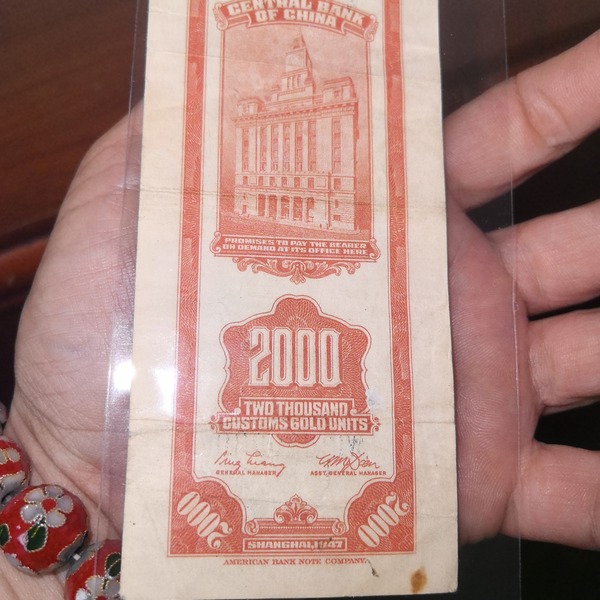 CENTRAL BANK
OF CHINA
PROMISES TO PAY THE BEARER
ON DEMAND AT ITS OFFICE HERE
2000
TWO THOUSAND
CUSTOMS GOLD UNITS
GENERAL MANAGER ASST. GENERAL MANAGER
2000 2000
SHANGHAI, 1947
AMERICAN BANK NOTE COMPANY.